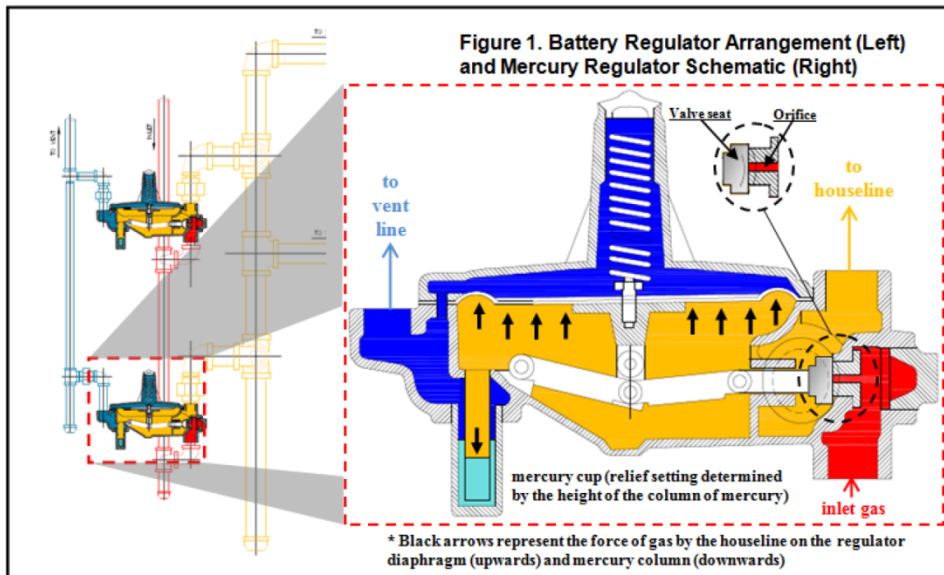 Figure 1. Battery Regulator Arrangement (Left)
and Mercury Regulator Schematic (Right)
TO VENT
INLET
Valve seat
Orifice
to
vent
line
to
houseline
mercury cup (relief setting determined
by the height of the column of mercury)
inlet gas
* Black arrows represent the force of gas by the houseline on the regulator
diaphragm (upwards) and mercury column (downwards)